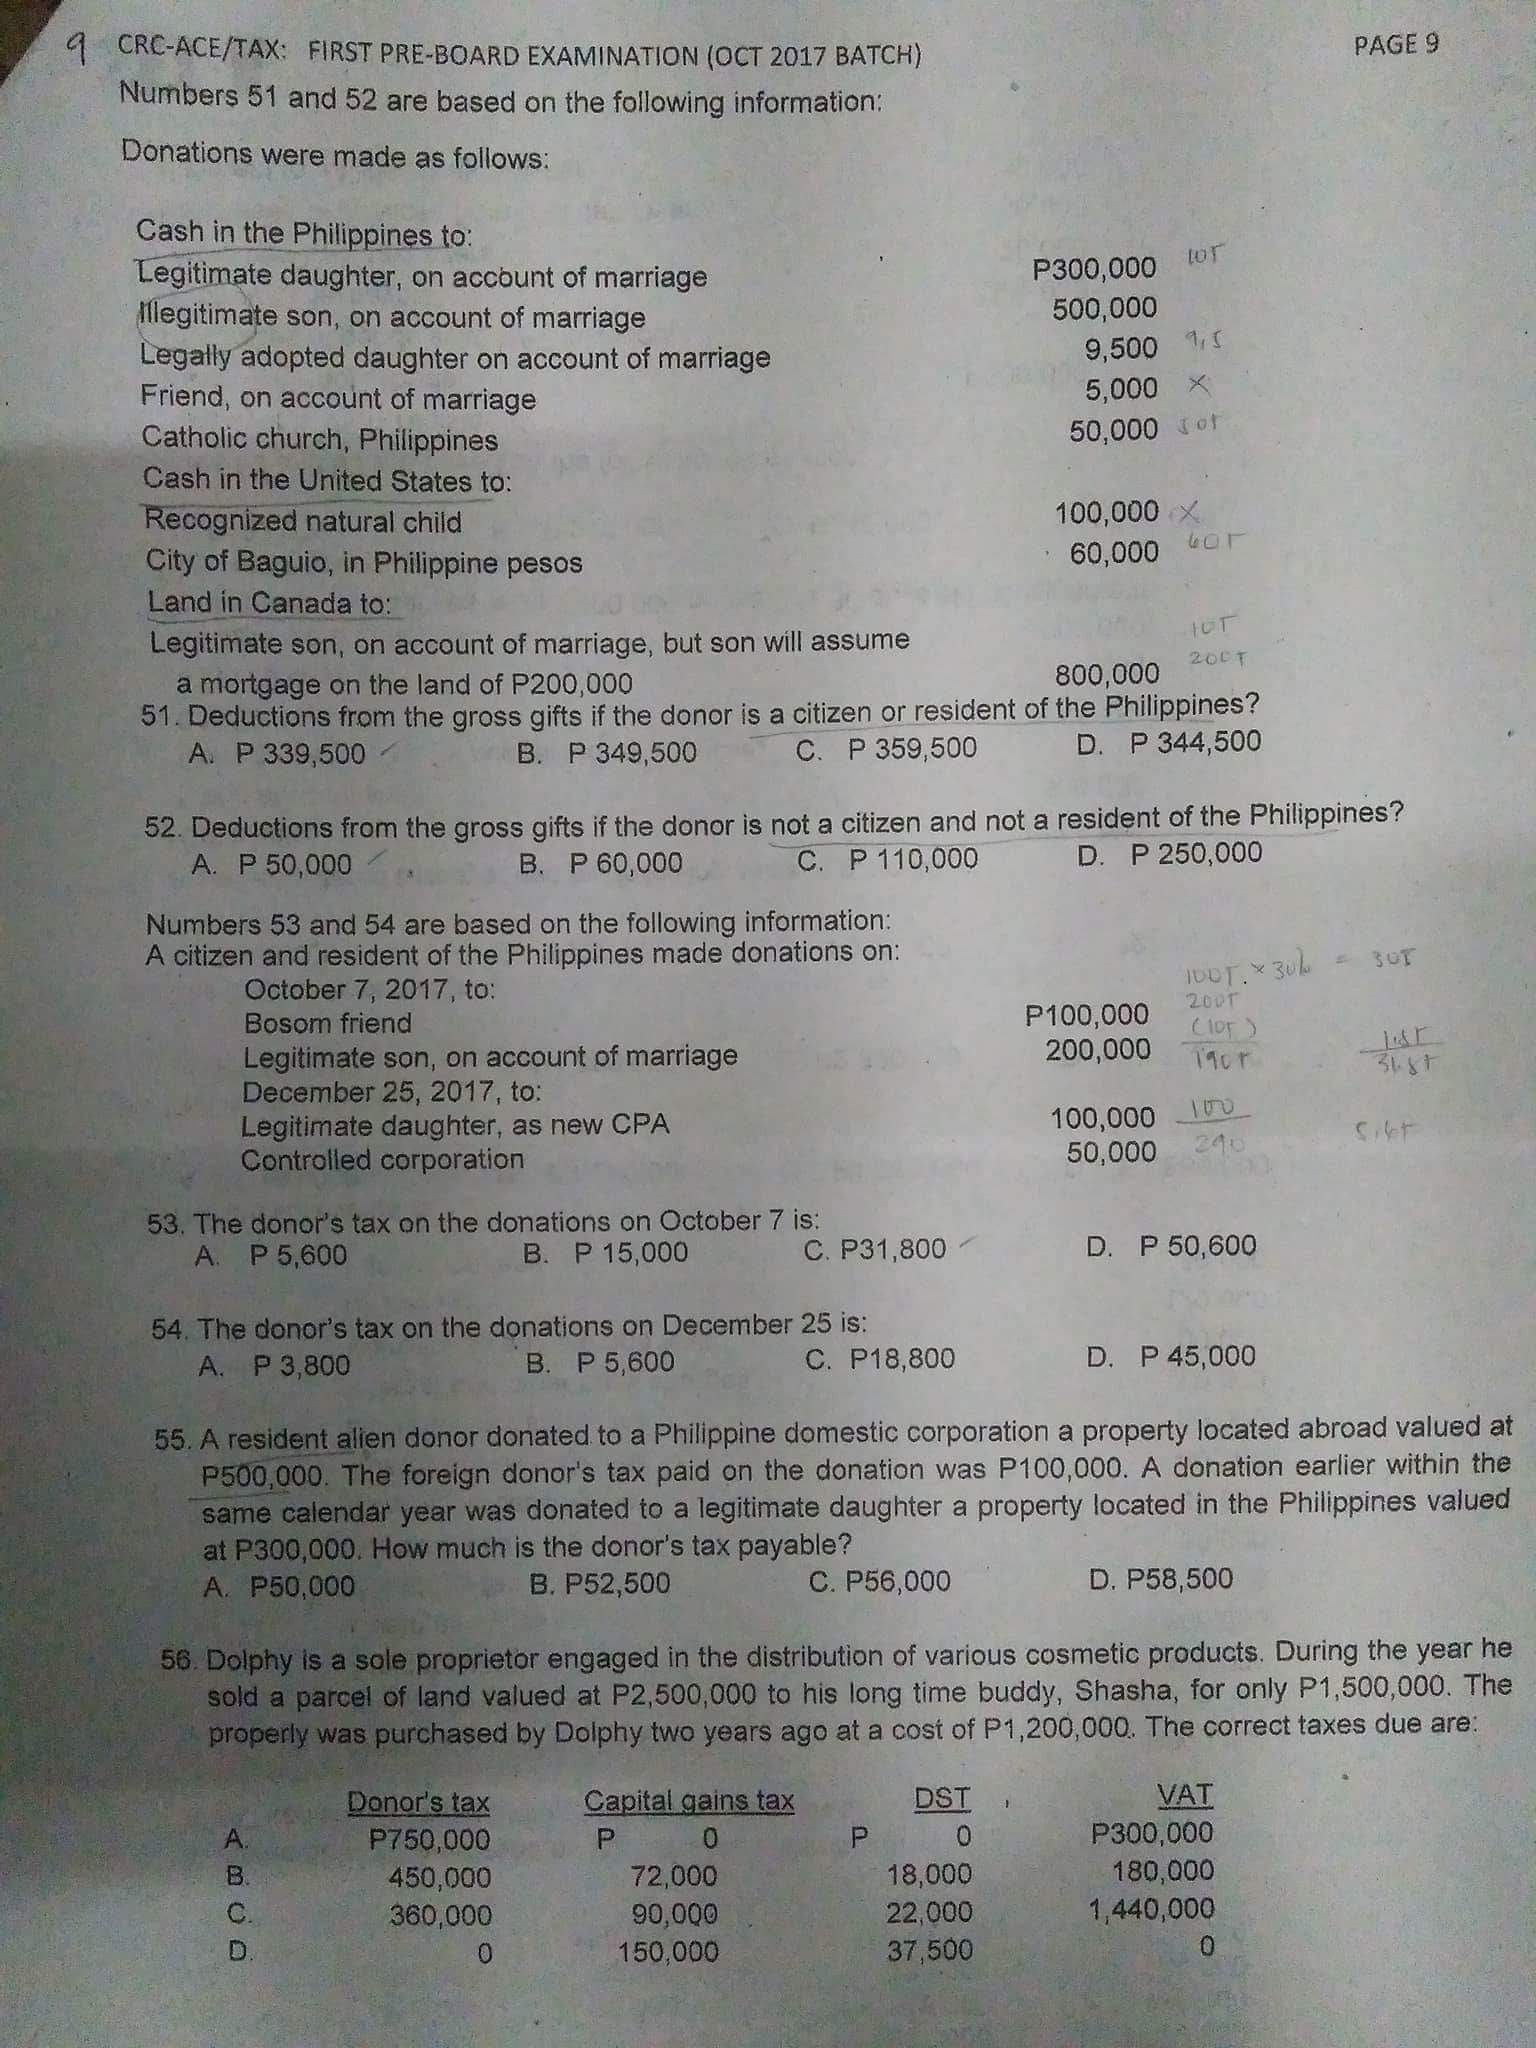 9 CRC-ACE/TAX: FIRST PRE-BOARD EXAMINATION (OCT 2017 BATCH) PAGE 9
Numbers 51 and 52 are based on the following information:
Donations were made as follows:
Cash in the Philippines to:
Legitimate daughter, on account of marriage P300,000 10T
Illegitimate son, on account of marriage 500,000
Legally adopted daughter on account of marriage 9,500 9,5
Friend, on account of marriage 5,000 x
Catholic church, Philippines 50,000 50T
Cash in the United States to:
Recognized natural child 100,000 x
City of Baguio, in Philippine pesos 60,000 60T
Land in Canada to:
Legitimate son, on account of marriage, but son will assume 10T
a mortgage on the land of P200,000 800,000 200T
51. Deductions from the gross gifts if the donor is a citizen or resident of the Philippines?
A. P 339,500 B. P 349,500 C. P 359,500 D. P 344,500
52. Deductions from the gross gifts if the donor is not a citizen and not a resident of the Philippines?
A. P 50,000 B. P 60,000 C. P 110,000 D. P 250,000
Numbers 53 and 54 are based on the following information:
A citizen and resident of the Philippines made donations on:
October 7, 2017, to: 100T. x 30% = 30T
Bosom friend P100,000 200T (10T)
Legitimate son, on account of marriage 200,000 190T
December 25, 2017, to:
Legitimate daughter, as new CPA 100,000 100
Controlled corporation 50,000 290
53. The donor's tax on the donations on October 7 is:
A. P 5,600 B. P 15,000 C. P31,800 D. P 50,600
54. The donor's tax on the donations on December 25 is:
A. P 3,800 B. P 5,600 C. P18,800 D. P 45,000
55. A resident alien donor donated to a Philippine domestic corporation a property located abroad valued at
P500,000. The foreign donor's tax paid on the donation was P100,000. A donation earlier within the
same calendar year was donated to a legitimate daughter a property located in the Philippines valued
at P300,000. How much is the donor's tax payable?
A. P50,000 B. P52,500 C. P56,000 D. P58,500
56. Dolphy is a sole proprietor engaged in the distribution of various cosmetic products. During the year he
sold a parcel of land valued at P2,500,000 to his long time buddy, Shasha, for only P1,500,000. The
properly was purchased by Dolphy two years ago at a cost of P1,200,000. The correct taxes due are:
Donor's tax Capital gains tax DST VAT
A. P750,000 P 0 P 0 P300,000
B. 450,000 72,000 18,000 180,000
C. 360,000 90,000 22,000 1,440,000
D. 0 150,000 37,500 0